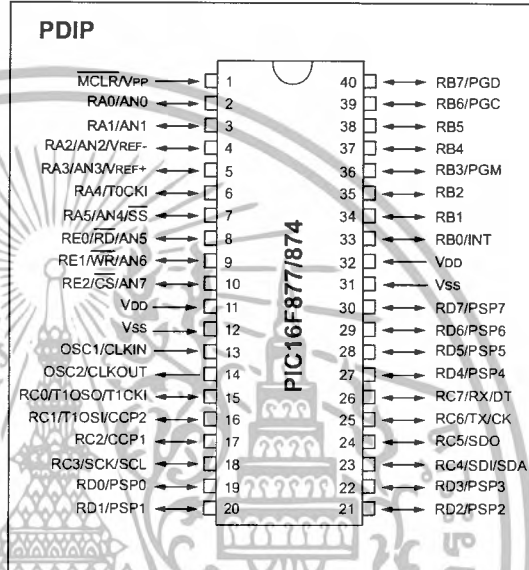 PDIP
MCLR/VPP 1 40 RB7/PGD
RA0/AN0 2 39 RB6/PGC
RA1/AN1 3 38 RB5
RA2/AN2/VREF- 4 37 RB4
RA3/AN3/VREF+ 5 36 RB3/PGM
RA4/T0CKI 6 35 RB2
RA5/AN4/SS 7 34 RB1
RE0/RD/AN5 8 33 RB0/INT
RE1/WR/AN6 9 32 VDD
RE2/CS/AN7 10 31 VSS
VDD 11 30 RD7/PSP7
VSS 12 29 RD6/PSP6
OSC1/CLKIN 13 28 RD5/PSP5
OSC2/CLKOUT 14 27 RD4/PSP4
RC0/T1OSO/T1CKI 15 26 RC7/RX/DT
RC1/T1OSI/CCP2 16 25 RC6/TX/CK
RC2/CCP1 17 24 RC5/SDO
RC3/SCK/SCL 18 23 RC4/SDI/SDA
RD0/PSP0 19 22 RD3/PSP3
RD1/PSP1 20 21 RD2/PSP2
PIC16F877/874